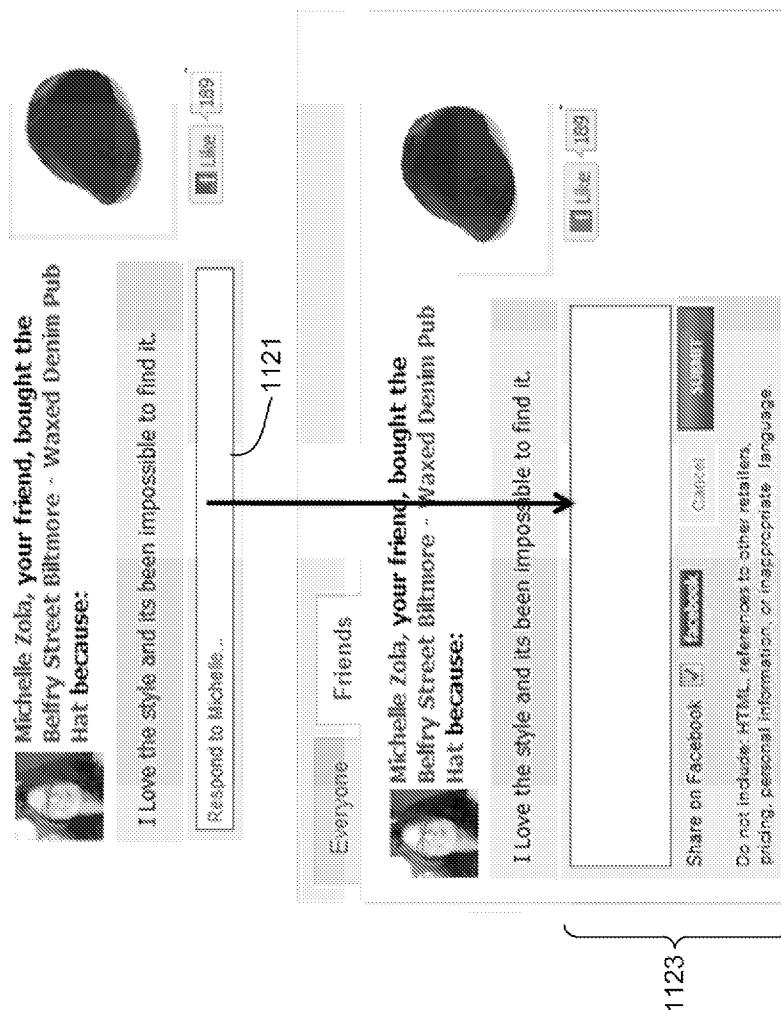 Michelle Zola, your friend, bought the
Belfry Street Biltmore - Waxed Denim Pub
Hat because:
I Love the style and its been impossible to find it.
Respond to Michelle...
Like 189
1121
Everyone Friends
Michelle Zola, your friend, bought the
Belfry Street Biltmore - Waxed Denim Pub
Hat because:
I Love the style and its been impossible to find it.
Like 189
Share on Facebook Cancel
Do not include: HTML, references to other retailers,
pricing, personal information, or inappropriate language.
1123